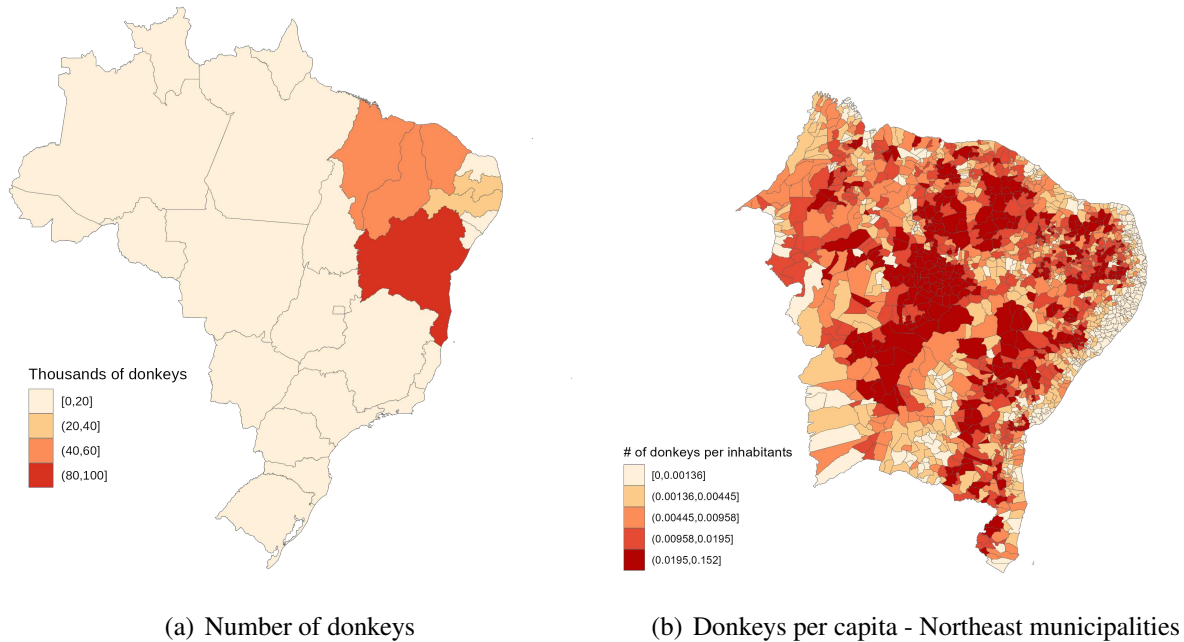 Thousands of donkeys
[0,20]
(20,40]
(40,60]
(80,100]
# of donkeys per inhabitants
[0,0.00136]
(0.00136,0.00445]
(0.00445,0.00958]
(0.00958,0.0195]
(0.0195,0.152]
(a) Number of donkeys
(b) Donkeys per capita - Northeast municipalities